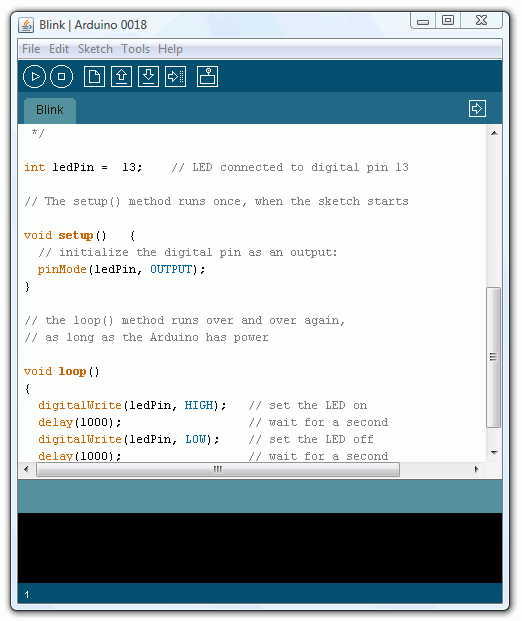 Blink | Arduino 0018
File Edit Sketch Tools Help
Blink
*/
int ledPin =  13;    // LED connected to digital pin 13
// The setup() method runs once, when the sketch starts
void setup()   {
// initialize the digital pin as an output:
pinMode(ledPin, OUTPUT);
}
// the loop() method runs over and over again,
// as long as the Arduino has power
void loop()
{
digitalWrite(ledPin, HIGH);   // set the LED on
delay(1000);                  // wait for a second
digitalWrite(ledPin, LOW);    // set the LED off
delay(1000);                  // wait for a second
1